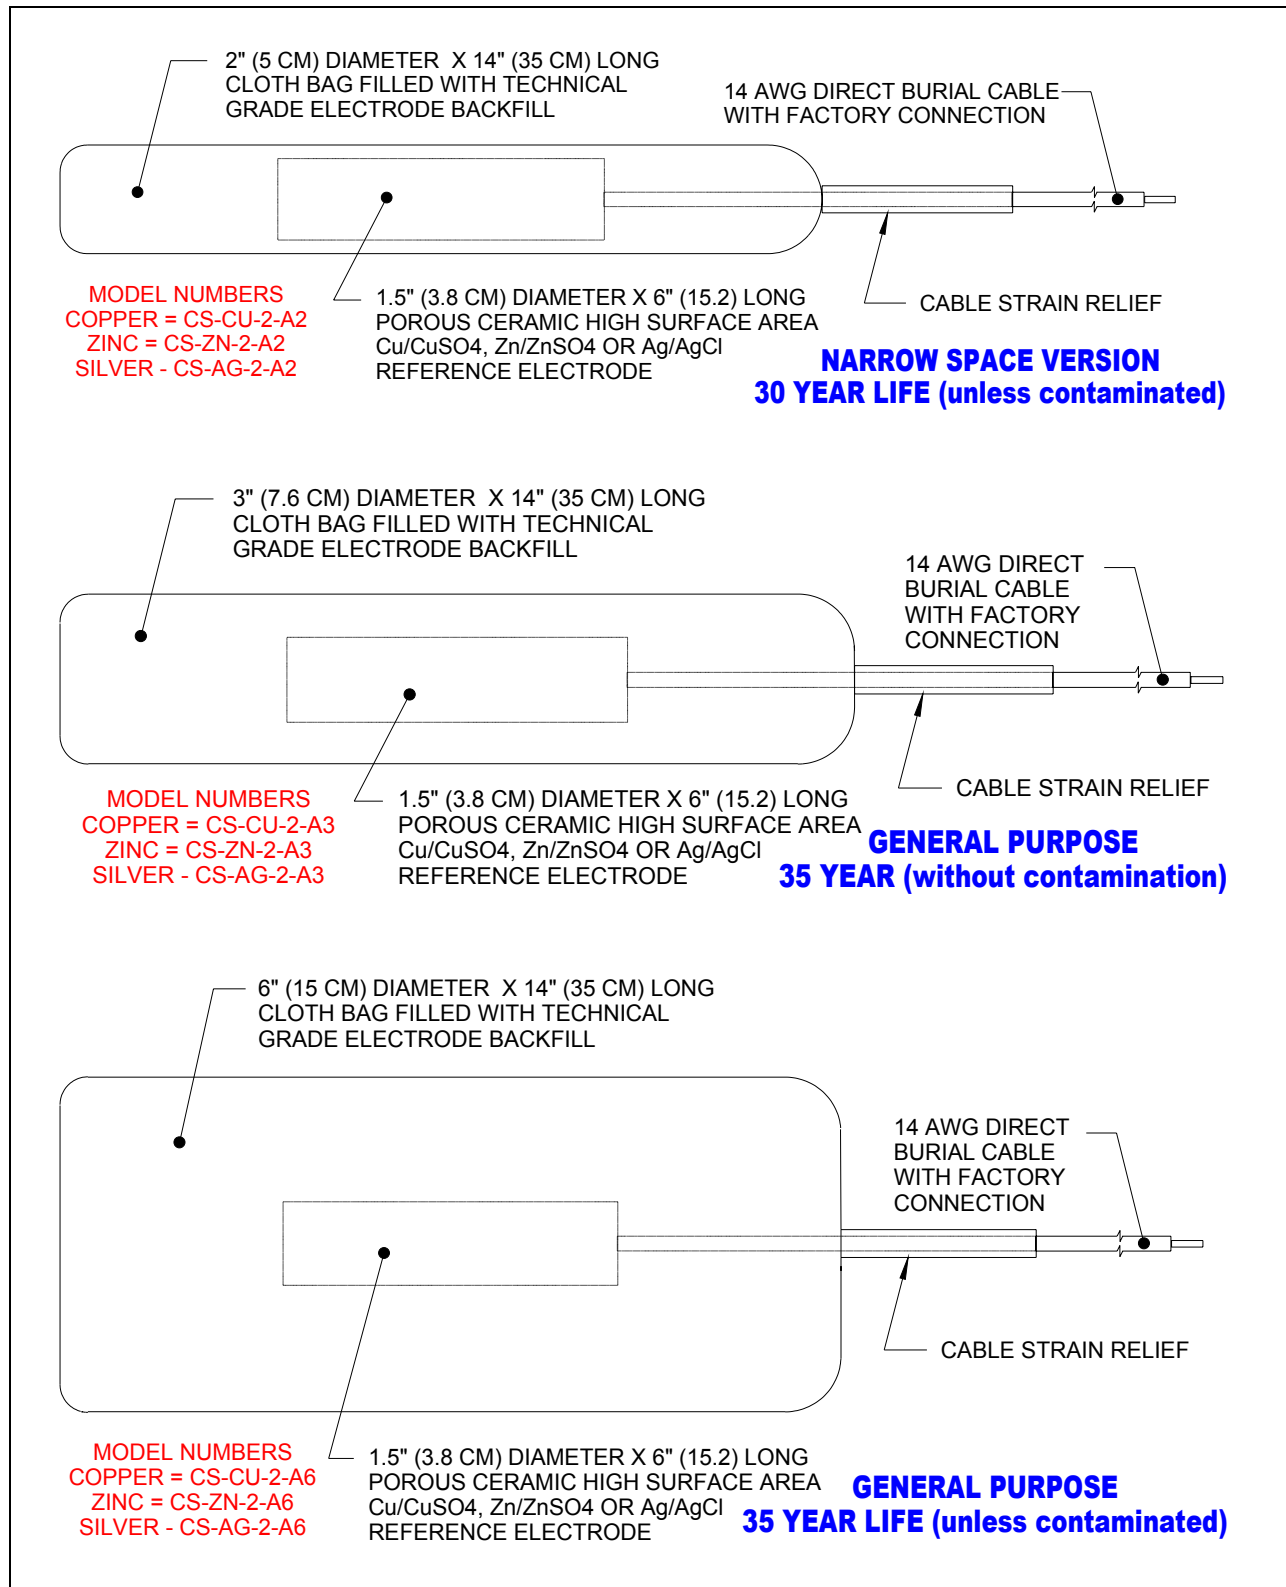 2" (5 CM) DIAMETER X 14" (35 CM) LONG
CLOTH BAG FILLED WITH TECHNICAL
GRADE ELECTRODE BACKFILL
14 AWG DIRECT BURIAL CABLE
WITH FACTORY CONNECTION
MODEL NUMBERS
COPPER = CS-CU-2-A2
ZINC = CS-ZN-2-A2
SILVER - CS-AG-2-A2
1.5" (3.8 CM) DIAMETER X 6" (15.2) LONG
POROUS CERAMIC HIGH SURFACE AREA
Cu/CuSO4, Zn/ZnSO4 OR Ag/AgCl
REFERENCE ELECTRODE
CABLE STRAIN RELIEF
NARROW SPACE VERSION
30 YEAR LIFE (unless contaminated)
3" (7.6 CM) DIAMETER X 14" (35 CM) LONG
CLOTH BAG FILLED WITH TECHNICAL
GRADE ELECTRODE BACKFILL
14 AWG DIRECT
BURIAL CABLE
WITH FACTORY
CONNECTION
MODEL NUMBERS
COPPER = CS-CU-2-A3
ZINC = CS-ZN-2-A3
SILVER - CS-AG-2-A3
1.5" (3.8 CM) DIAMETER X 6" (15.2) LONG
POROUS CERAMIC HIGH SURFACE AREA
Cu/CuSO4, Zn/ZnSO4 OR Ag/AgCl
REFERENCE ELECTRODE
CABLE STRAIN RELIEF
GENERAL PURPOSE
35 YEAR (without contamination)
6" (15 CM) DIAMETER X 14" (35 CM) LONG
CLOTH BAG FILLED WITH TECHNICAL
GRADE ELECTRODE BACKFILL
14 AWG DIRECT
BURIAL CABLE
WITH FACTORY
CONNECTION
CABLE STRAIN RELIEF
MODEL NUMBERS
COPPER = CS-CU-2-A6
ZINC = CS-ZN-2-A6
SILVER - CS-AG-2-A6
1.5" (3.8 CM) DIAMETER X 6" (15.2) LONG
POROUS CERAMIC HIGH SURFACE AREA
Cu/CuSO4, Zn/ZnSO4 OR Ag/AgCl
REFERENCE ELECTRODE
GENERAL PURPOSE
35 YEAR LIFE (unless contaminated)